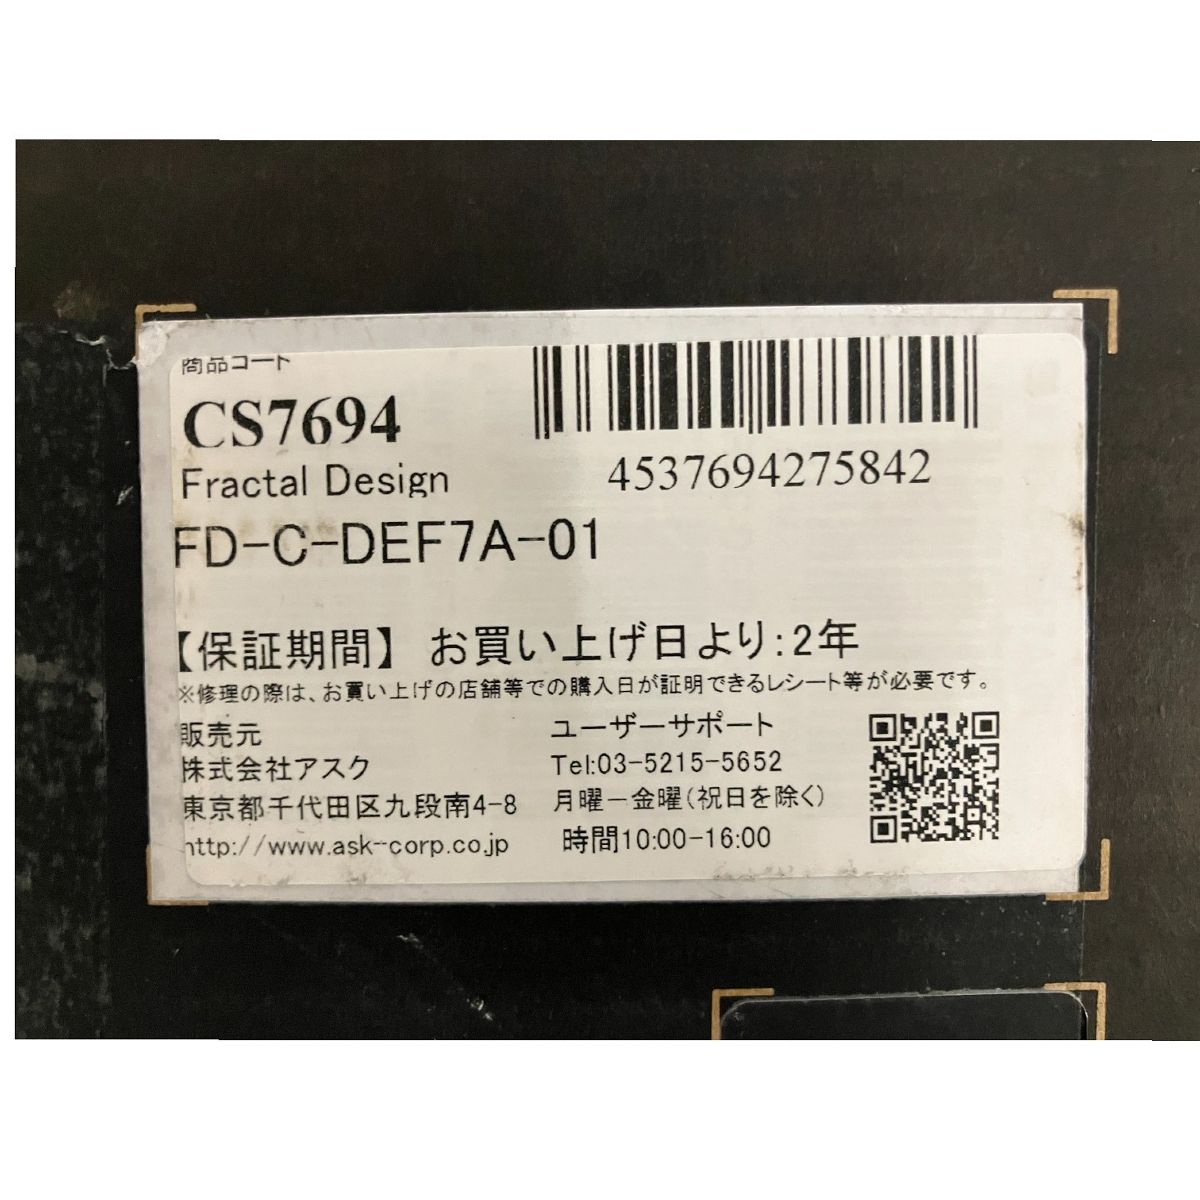 商品コード
CS7694
Fractal Design
4537694275842
FD-C-DEF7A-01
【保証期間】 お買い上げ日より:2年
※修理の際は、お買い上げの店舗等での購入日が証明できるレシート等が必要です。
販売元
株式会社アスク
東京都千代田区九段南4-8
http://www.ask-corp.co.jp
ユーザーサポート
Tel:03-5215-5652
月曜ー金曜(祝日を除く)
時間10:00-16:00